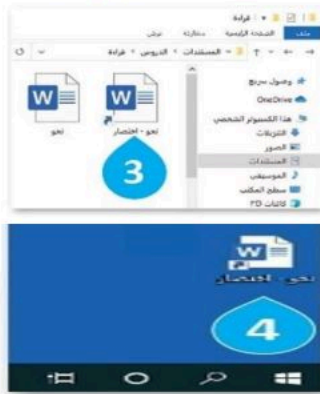 قراءة
ملف الصفحة الرئيسية مشاركة عرض
المستندات › الدروس › قراءة
وصول سريع
OneDrive
هذا الكمبيوتر الشخصي
التنزيلات
الصور
المستندات
الموسيقى
سطح المكتب
كائنات 3D
نحو - اختصار
نحو
3
نحو - اختصار
4